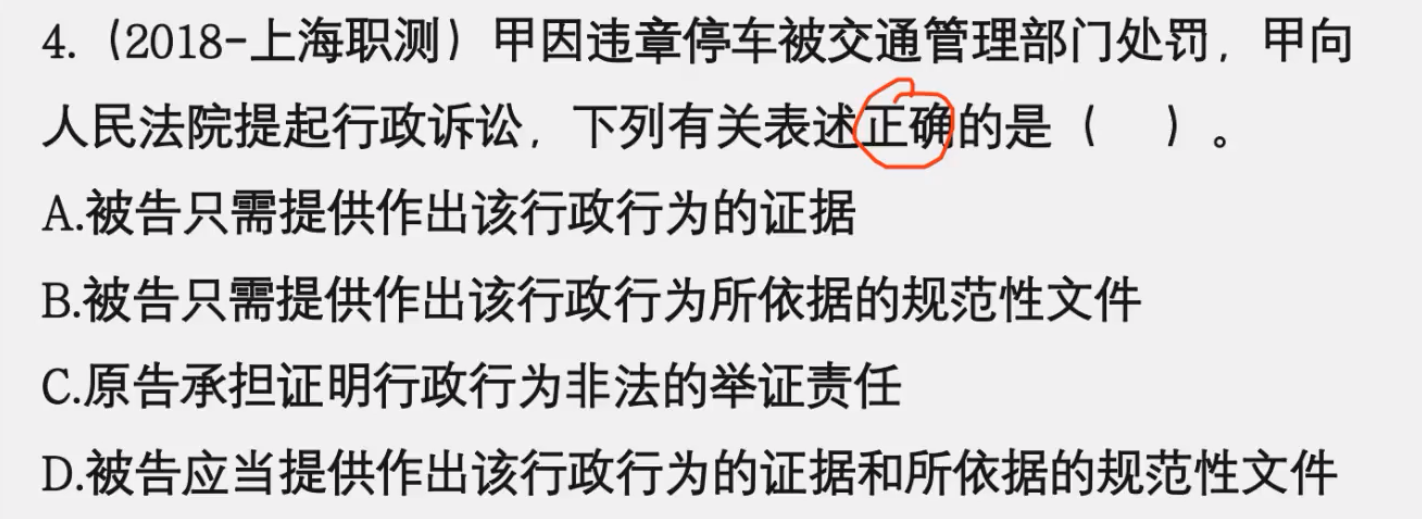 4.（2018-上海职测）甲因违章停车被交通管理部门处罚，甲向
人民法院提起行政诉讼，下列有关表述正确的是（　）。
A.被告只需提供作出该行政行为的证据
B.被告只需提供作出该行政行为所依据的规范性文件
C.原告承担证明行政行为非法的举证责任
D.被告应当提供作出该行政行为的证据和所依据的规范性文件